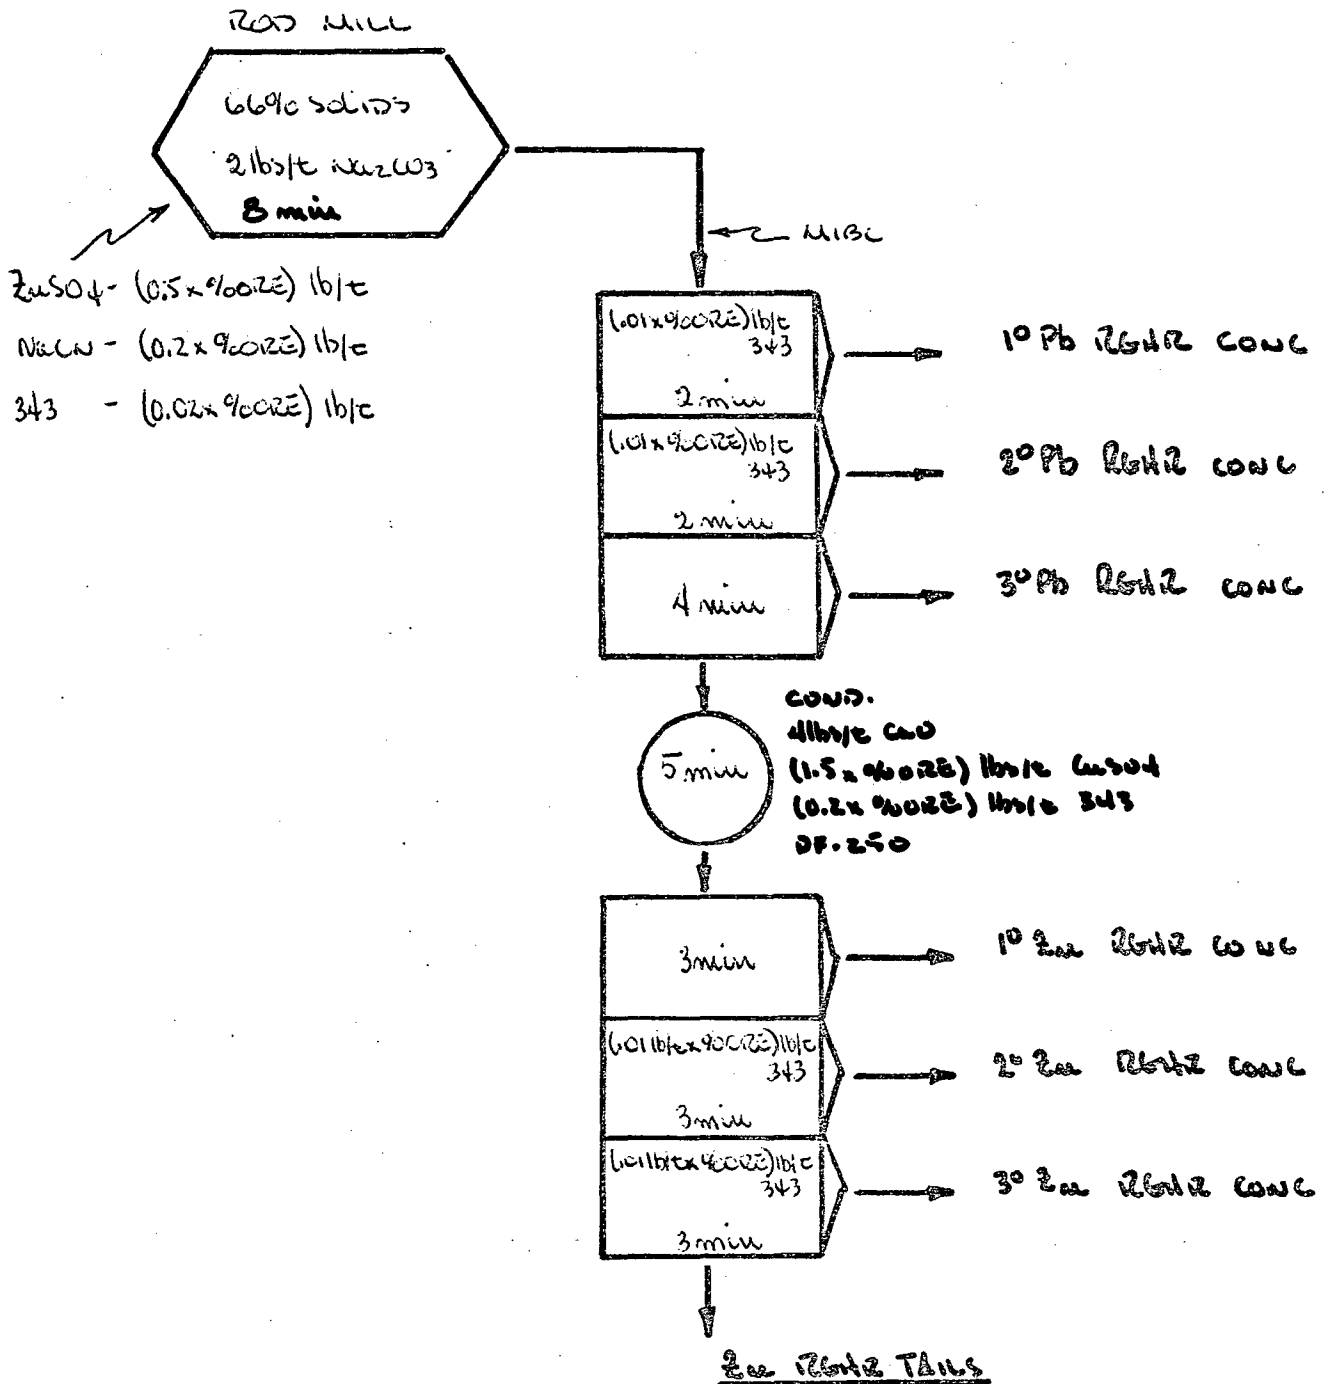 ROD MILL
66% SOLIDS
2 lbs/t Na2CO3
8 min
MIBC
ZnSO4 - (0.5 x %ORE) lb/t
NaCN - (0.2 x %ORE) lb/t
343 - (0.02 x %ORE) lb/t
(.01 x %ORE) lb/t
343
2 min
1° Pb RGHR CONC
(.01 x %ORE) lb/t
343
2 min
2° Pb RGHR CONC
4 min
3° Pb RGHR CONC
5 min
COND.
4 lbs/t CaO
(1.5 x %ORE) lbs/t CuSO4
(0.2 x %ORE) lbs/t 343
DF-250
3 min
1° Zn RGHR CONC
(.01 lb/t x %ORE) lb/t
343
3 min
2° Zn RGHR CONC
(.01 lb/t x %ORE) lb/t
343
3 min
3° Zn RGHR CONC
Zn RGHR TAILS